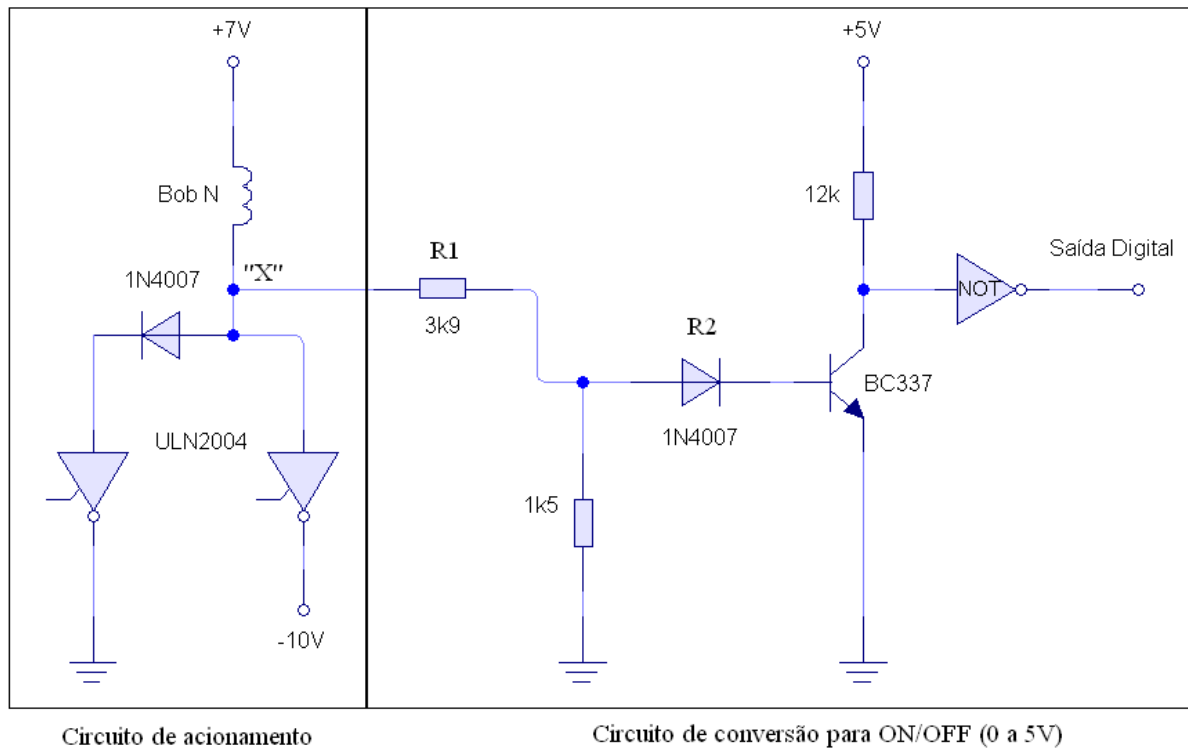 +7V
+5V
Bob N
12k
"X"
R1
Saída Digital
1N4007
NOT
3k9
R2
BC337
ULN2004
1N4007
1k5
-10V
Circuito de acionamento
Circuito de conversão para ON/OFF (0 a 5V)